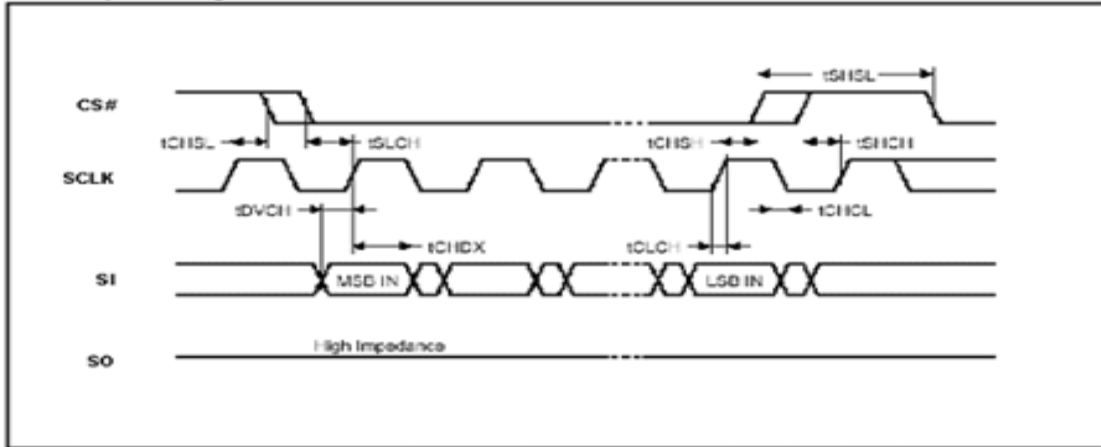 tSHSL
CS#
tCHSL
tSLCH
tCHSH
tSHCH
SCLK
tDVCH
tCHCL
tCHDX
tCLCH
SI
MSB IN
LSB IN
High Impedance
SO